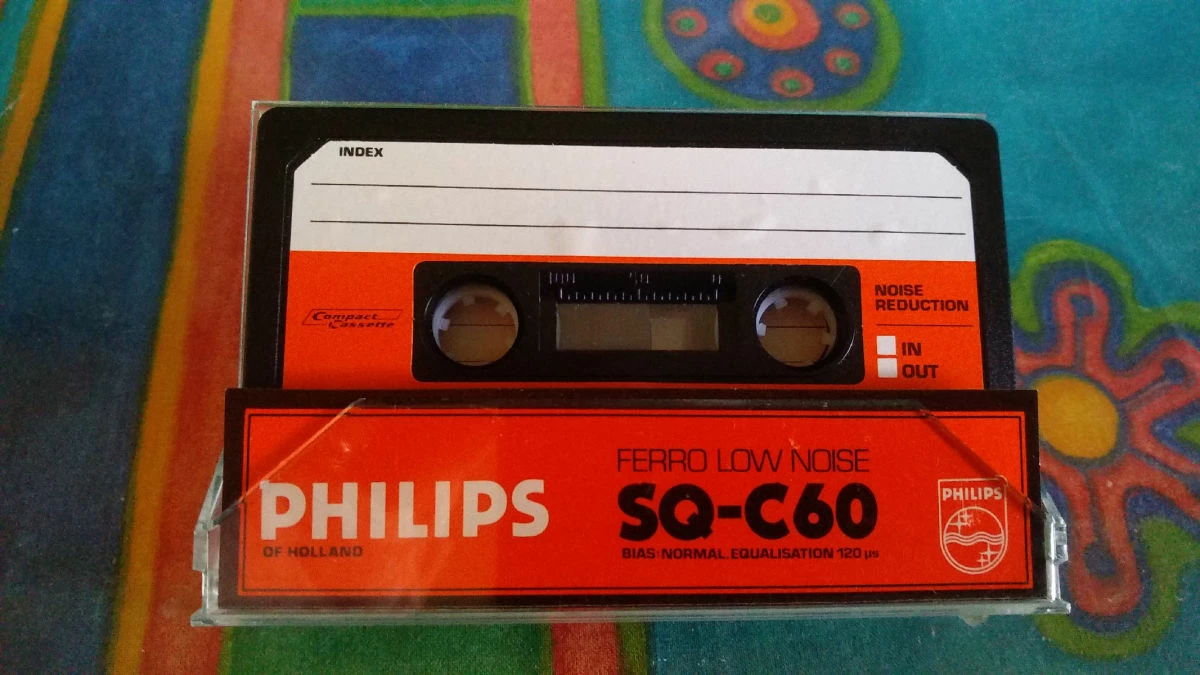 INDEX
Compact
Cassette
NOISE
REDUCTION
IN
OUT
PHILIPS
OF HOLLAND
FERRO LOW NOISE
SQ-C60
BIAS:NORMAL.EQUALISATION 120 µs
PHILIPS